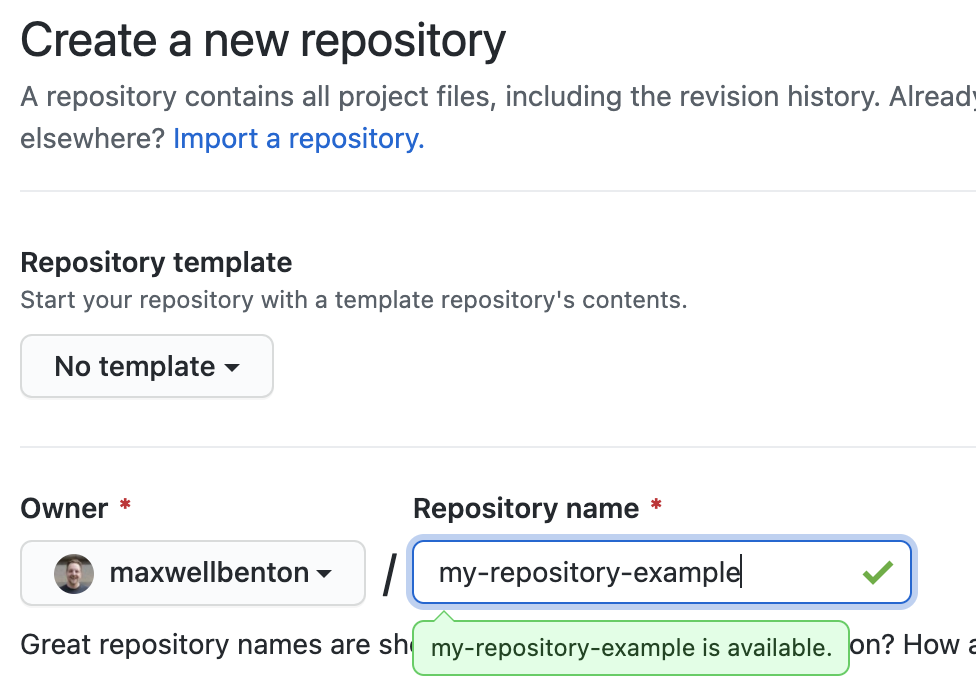 Create a new repository
A repository contains all project files, including the revision history. Already
elsewhere? Import a repository.
Repository template
Start your repository with a template repository's contents.
No template
Owner *
Repository name *
maxwellbenton
/
my-repository-example
Great repository names are sh
my-repository-example is available.
on? How a